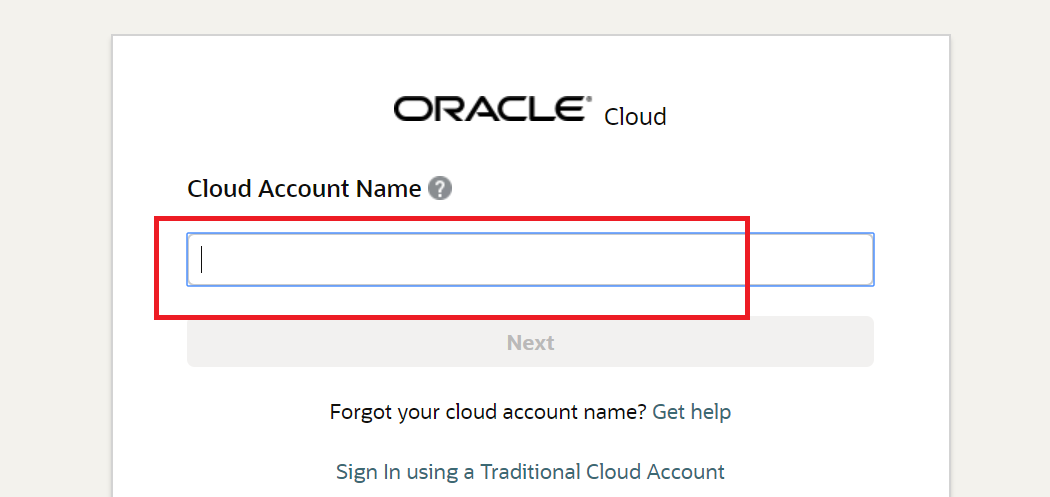 ORACLE® Cloud
Cloud Account Name ?
Next
Forgot your cloud account name? Get help
Sign In using a Traditional Cloud Account